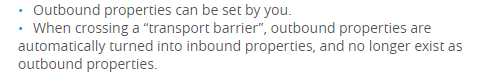 • Outbound properties can be set by you.
• When crossing a “transport barrier”, outbound properties are
automatically turned into inbound properties, and no longer exist as
outbound properties.